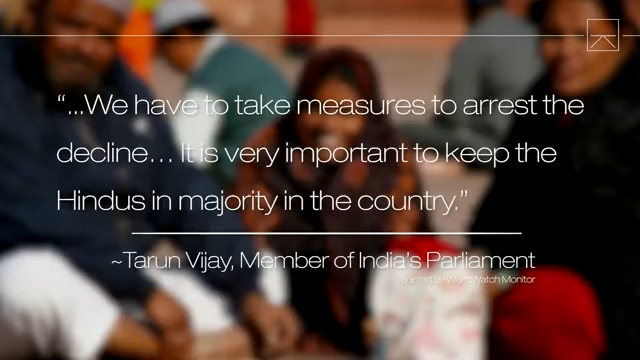 “...We have to take measures to arrest the
decline... It is very important to keep the
Hindus in majority in the country.”
~Tarun Vijay, Member of India’s Parliament
quoted by World Watch Monitor